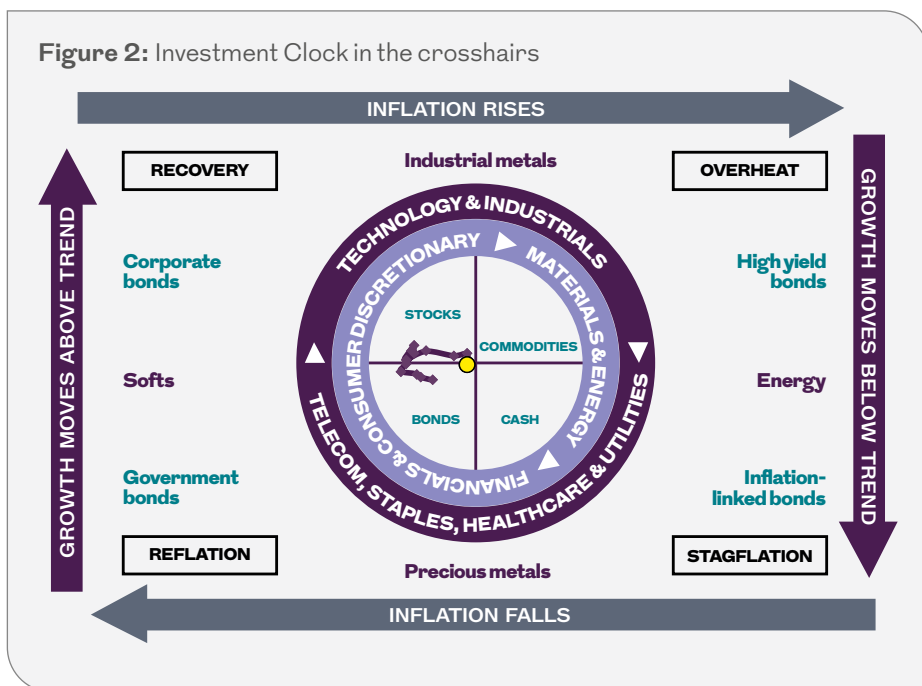 Figure 2: Investment Clock in the crosshairs
INFLATION RISES
RECOVERY
Industrial metals
OVERHEAT
GROWTH MOVES ABOVE TREND
GROWTH MOVES BELOW TREND
TECHNOLOGY & INDUSTRIALS
MATERIALS & ENERGY
FINANCIALS & CONSUMER DISCRETIONARY
TELECOM, STAPLES, HEALTHCARE & UTILITIES
Corporate
bonds
High yield
bonds
STOCKS
COMMODITIES
Softs
Energy
BONDS
CASH
Government
bonds
Inflation-
linked bonds
REFLATION
Precious metals
STAGFLATION
INFLATION FALLS